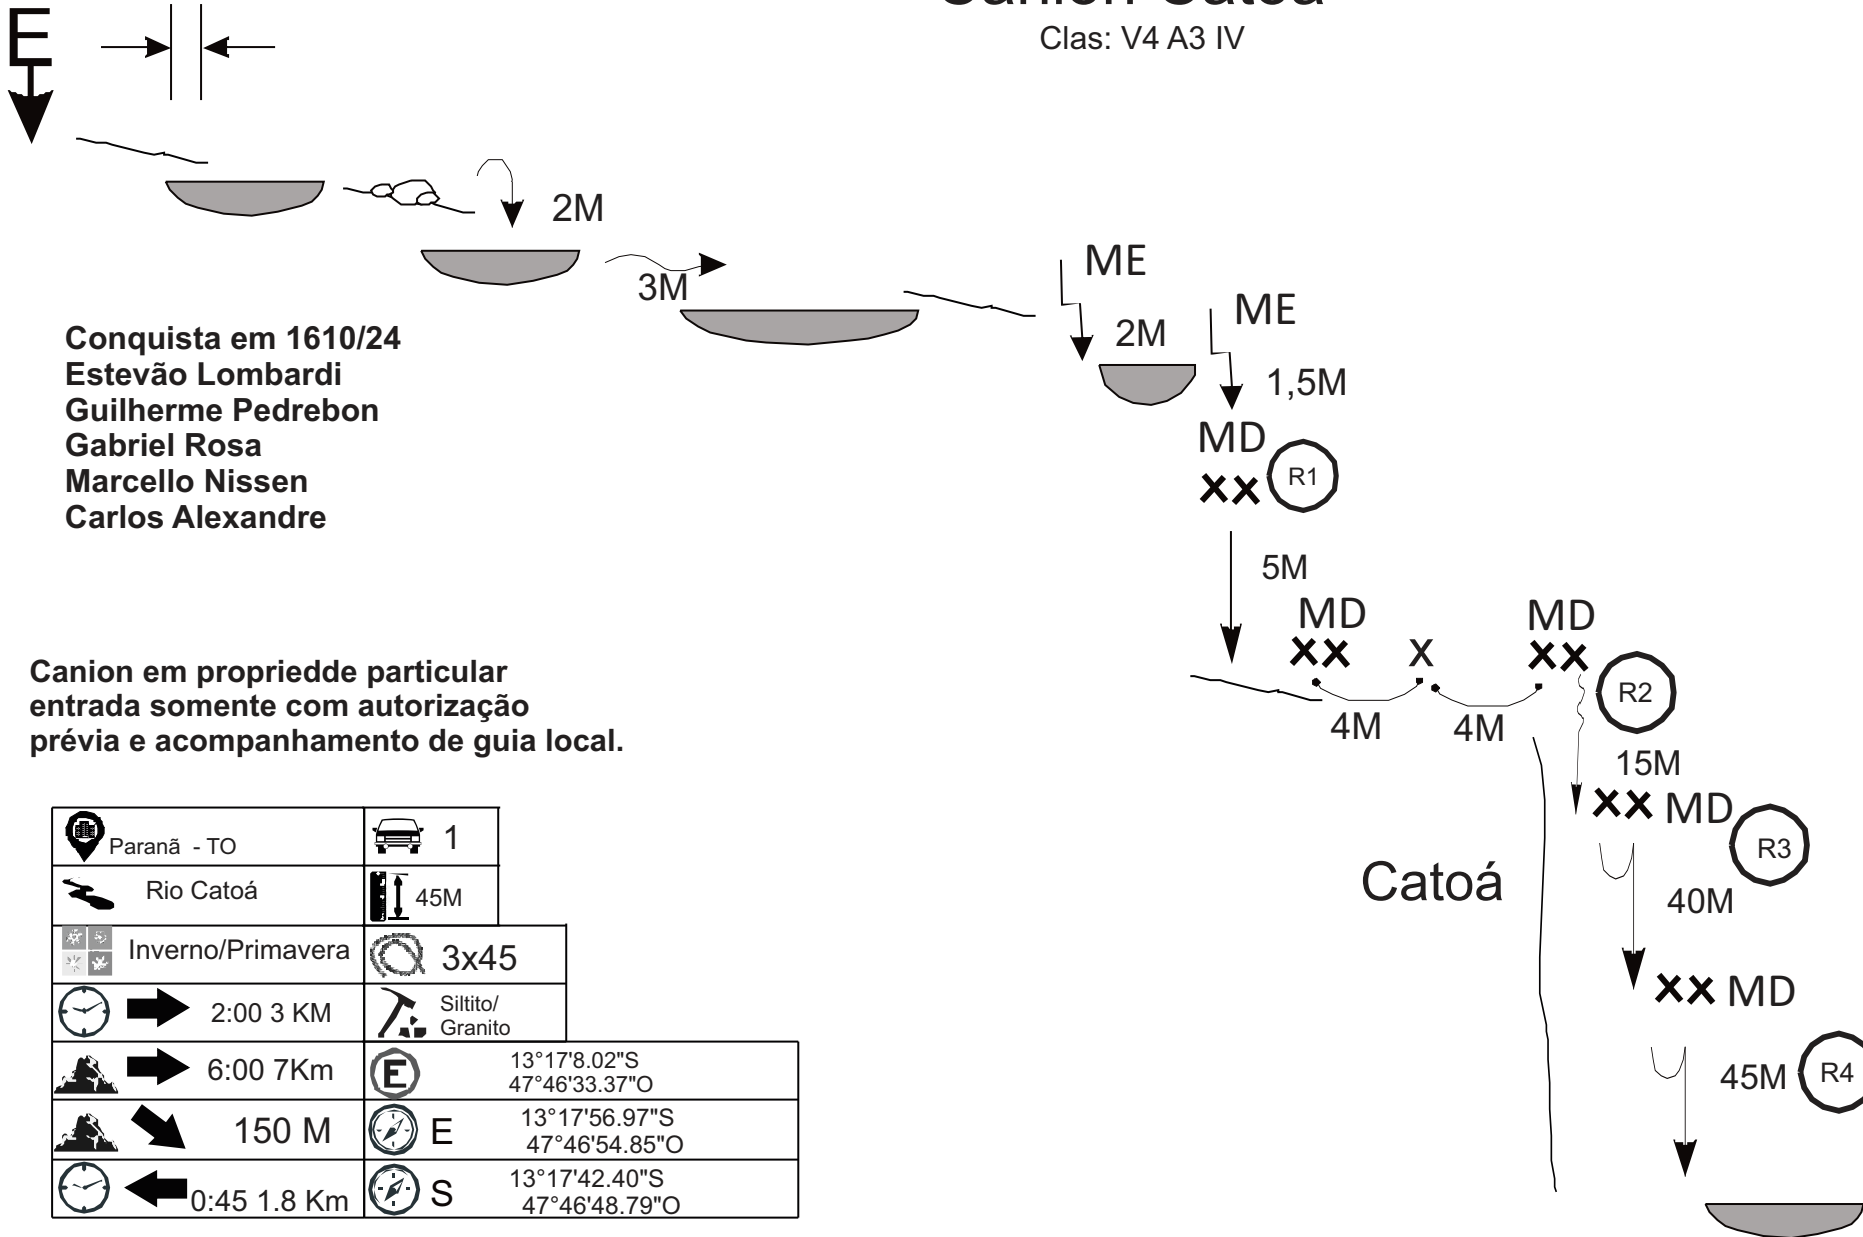 E
Canion Catoá
Clas: V4 A3 IV
2M
3M
ME
2M
ME
1,5M
MD
R1
5M
Conquista em 1610/24
Estevão Lombardi
Guilherme Pedrebon
Gabriel Rosa
Marcello Nissen
Carlos Alexandre
Canion em propriedde particular
entrada somente com autorização
prévia e acompanhamento de guia local.
MD
X
MD
R2
4M
4M
15M
MD
R3
Catoá
40M
MD
45M
R4
Paranã - TO
1
Rio Catoá
45M
Inverno/Primavera
3x45
2:00 3 KM
Siltito/
Granito
6:00 7Km
E
13°17'8.02"S
47°46'33.37"O
150 M
E
13°17'56.97"S
47°46'54.85"O
0:45 1.8 Km
S
13°17'42.40"S
47°46'48.79"O